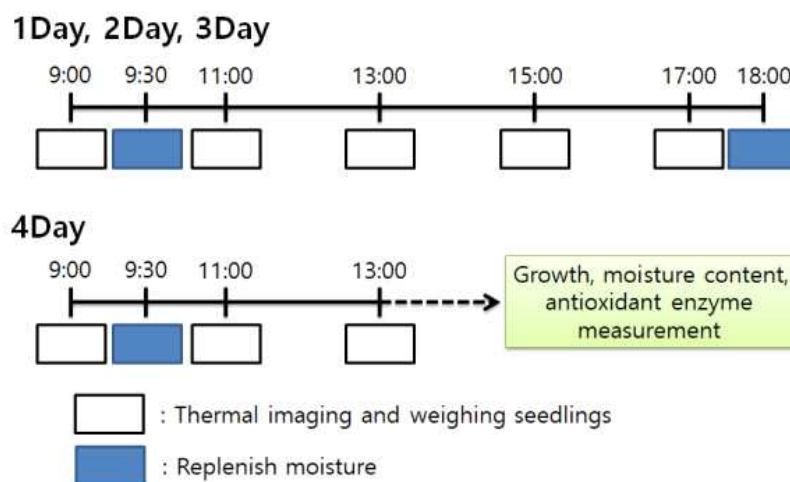 1Day, 2Day, 3Day
9:00 9:30 11:00 13:00 15:00 17:00 18:00
4Day
9:00 9:30 11:00 13:00
Growth, moisture content,
antioxidant enzyme
measurement
: Thermal imaging and weighing seedlings
: Replenish moisture